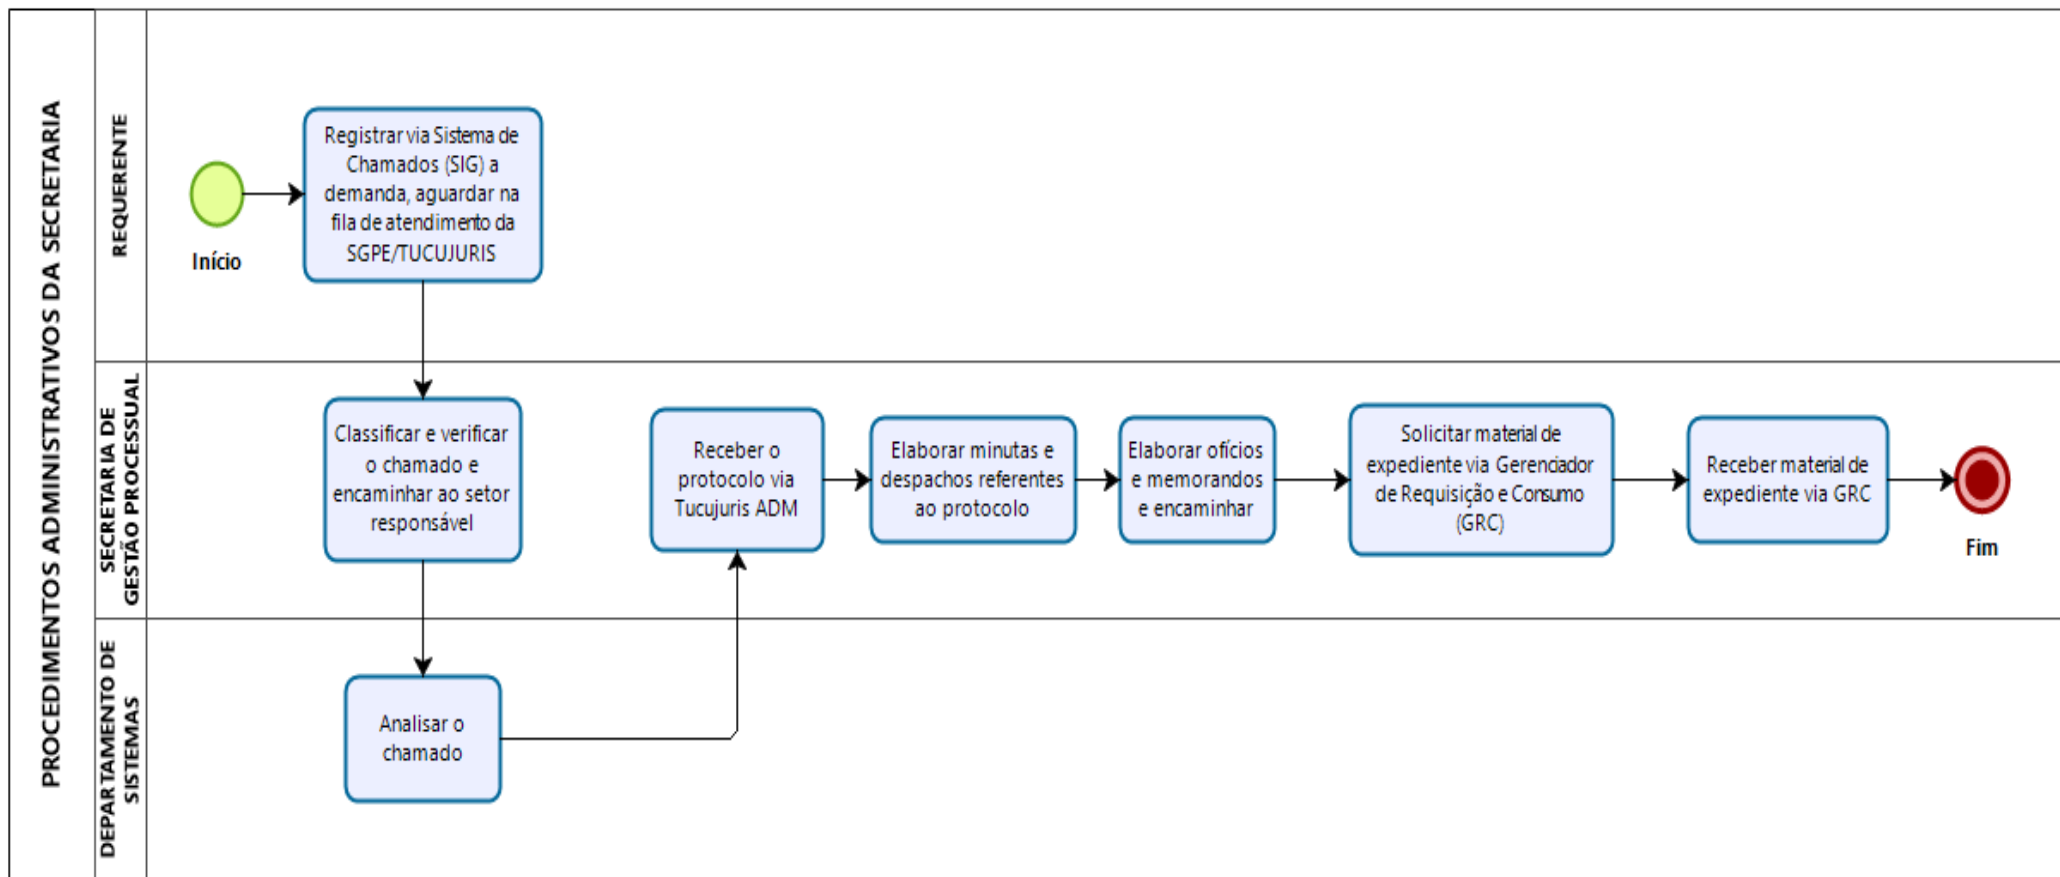 PROCEDIMENTOS ADMINISTRATIVOS DA SECRETARIA
REQUERENTE
Início
Registrar via Sistema de
Chamados (SIG) a
demanda, aguardar na
fila de atendimento da
SGPE/TUCUJURIS
SECRETARIA DE
GESTÃO PROCESSUAL
Classificar e verificar
o chamado e
encaminhar ao setor
responsável
Receber o
protocolo via
Tucujuris ADM
Elaborar minutas e
despachos referentes
ao protocolo
Elaborar ofícios
e memorandos
e encaminhar
Solicitar material de
expediente via Gerenciador
de Requisição e Consumo
(GRC)
Receber material de
expediente via GRC
Fim
DEPARTAMENTO DE
SISTEMAS
Analisar o
chamado